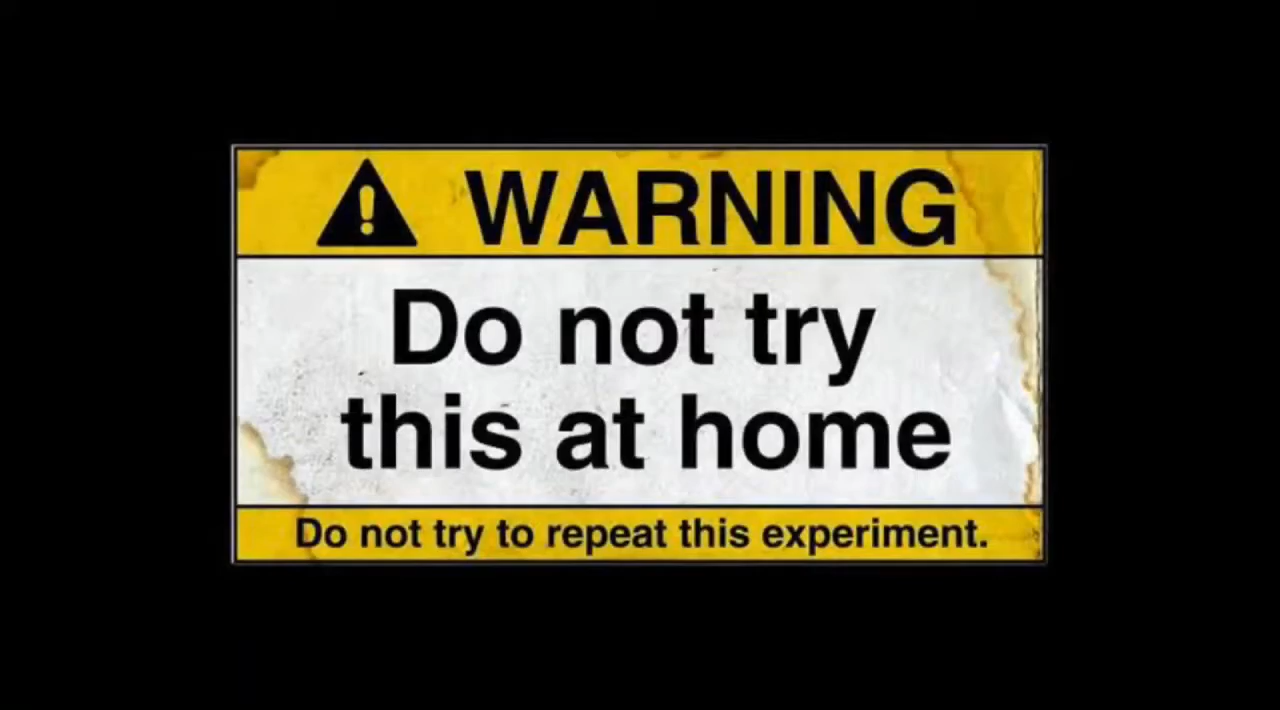 WARNING
Do not try
this at home
Do not try to repeat this experiment.